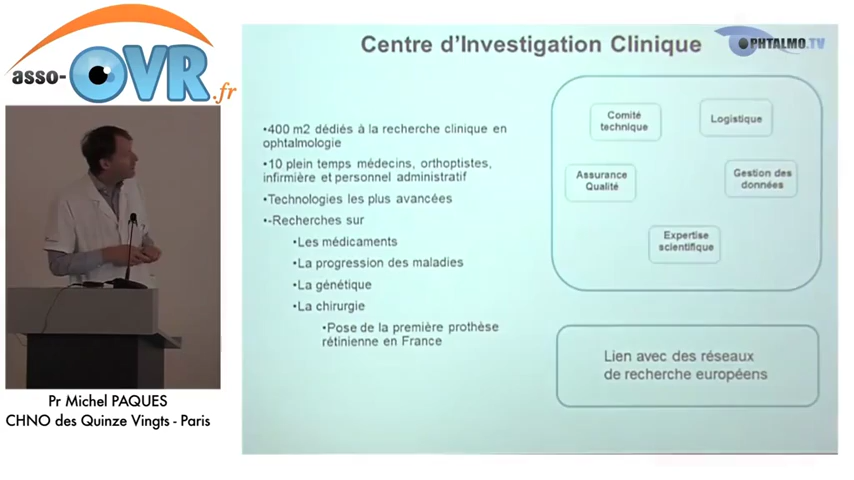 asso-OVR.fr
Pr Michel PAQUES
CHNO des Quinze Vingts - Paris
Centre d'Investigation Clinique
OPHTALMO.TV
•400 m2 dédiés à la recherche clinique en
ophtalmologie
•10 plein temps médecins, orthoptistes,
infirmière et personnel administratif
•Technologies les plus avancées
•-Recherches sur
•Les médicaments
•La progression des maladies
•La génétique
•La chirurgie
•Pose de la première prothèse
rétinienne en France
Comité
technique
Logistique
Assurance
Qualité
Gestion des
données
Expertise
scientifique
Lien avec des réseaux
de recherche européens